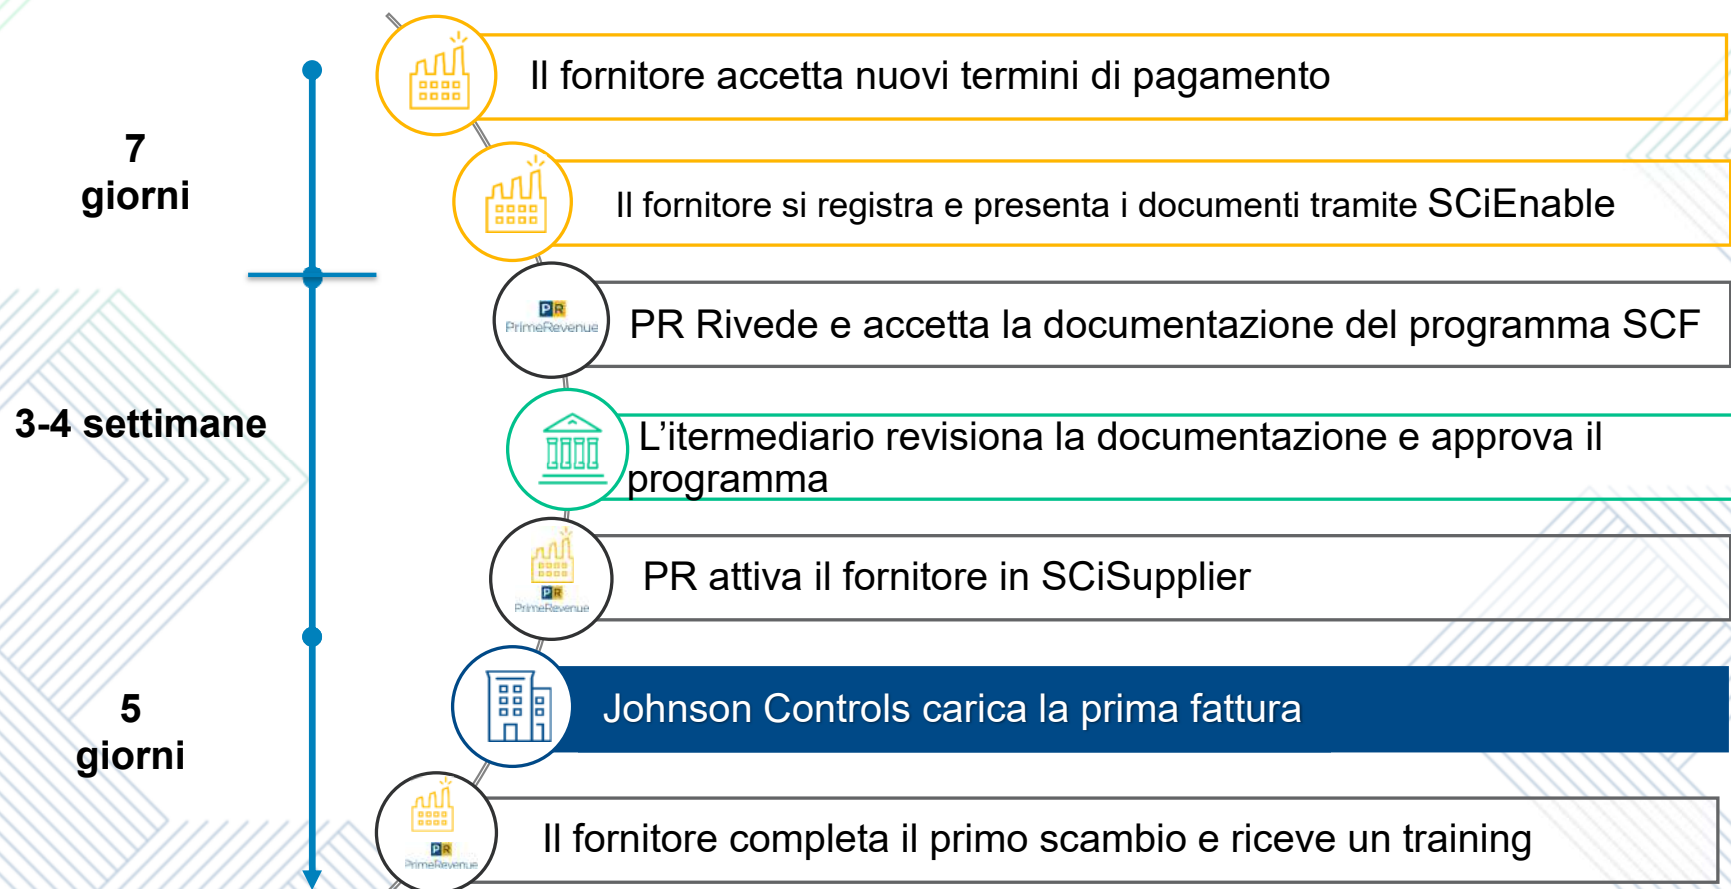 Il fornitore accetta nuovi termini di pagamento
7
giorni
Il fornitore si registra e presenta i documenti tramite SCiEnable
PR
PrimeRevenue
PR Rivede e accetta la documentazione del programma SCF
3-4 settimane
L’itermediario revisiona la documentazione e approva il
programma
PR
PrimeRevenue
PR attiva il fornitore in SCiSupplier
5
giorni
Johnson Controls carica la prima fattura
PR
PrimeRevenue
Il fornitore completa il primo scambio e riceve un training